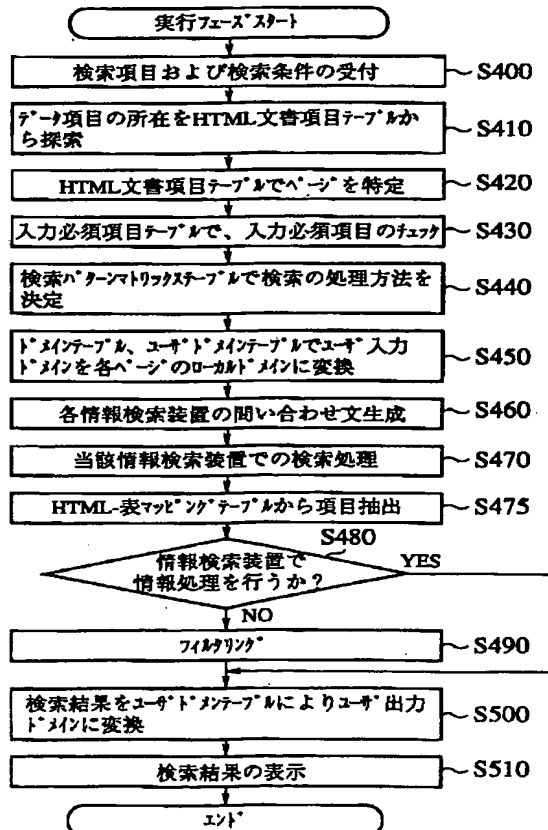 実行フェーズスタート
検索項目および検索条件の受付
S400
データ項目の所在をHTML文書項目テーブルか
ら探索
S410
HTML文書項目テーブルでページを特定
S420
入力必須項目テーブルで、入力必須項目のチェック
S430
検索パターンマトリックステーブルで検索の処理方法を
決定
S440
ドメインテーブル、ユーザドメインテーブルでユーザ入力
ドメインを各ページのローカルドメインに変換
S450
各情報検索装置の問い合わせ文生成
S460
当該情報検索装置での検索処理
S470
HTML-表マッピングテーブルから項目抽出
S475
S480
情報検索装置で
情報処理を行うか?
YES
NO
フィルタリング
S490
検索結果をユーザドメンテーブルによりユーザ出力
ドメインに変換
S500
検索結果の表示
S510
エンド